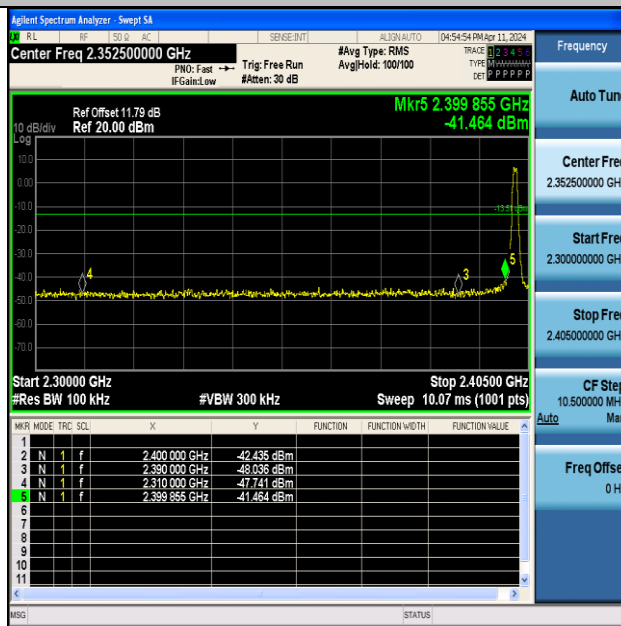 Agilent Spectrum Analyzer - Swept SA
RL RF 50 Ω AC SENSE:INT ALIGN AUTO 04:54:54 PM Apr 11, 2024
Center Freq 2.352500000 GHz
PNO: Fast
IFGain:Low
Trig: Free Run
#Atten: 30 dB
#Avg Type: RMS
Avg|Hold: 100/100
TRACE 1 2 3 4 5 6
TYPE
DET P P P P P P
Ref Offset 11.79 dB
Ref 20.00 dBm
10 dB/div
Log
Mkr5 2.399 855 GHz
-41.464 dBm
10.0
0.00
-10.0
-20.0
-30.0
-40.0
-50.0
-60.0
-70.0
4
3
5
Start 2.30000 GHz
Stop 2.40500 GHz
#Res BW 100 kHz #VBW 300 kHz Sweep 10.07 ms (1001 pts)
MKR MODE TRC SCL X Y FUNCTION FUNCTION WIDTH FUNCTION VALUE
1
2 N 1 f 2.400 000 GHz -42.435 dBm
3 N 1 f 2.390 000 GHz -48.036 dBm
4 N 1 f 2.310 000 GHz -47.741 dBm
5 N 1 f 2.399 855 GHz -41.464 dBm
6
7
8
9
10
11
MSG STATUS
Frequency
Auto Tun
Center Fre
2.352500000 GH
Start Fre
2.300000000 GH
Stop Fre
2.405000000 GH
CF Step
10.500000 MH
Auto Ma
Freq Offse
0 H